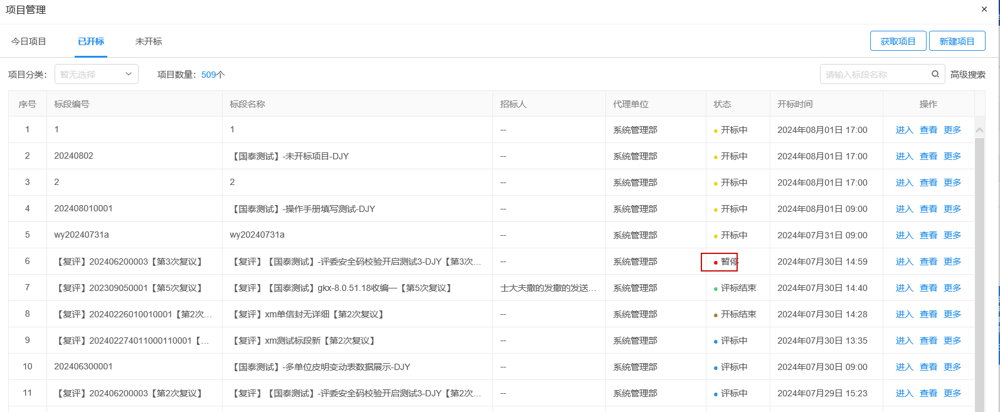 项目管理 ×
今日项目 已开标 未开标 获取项目 新建项目
项目分类: 暂无选择 项目数量: 509个 请输入标段名称 高级搜索
序号 标段编号 标段名称 招标人 代理单位 状态 开标时间 操作
1 1 1 -- 系统管理部 开标中 2024年08月01日 17:00 进入 查看 更多
2 20240802 【国泰测试】-未开标项目-DJY -- 系统管理部 开标中 2024年08月01日 17:00 进入 查看 更多
3 2 2 -- 系统管理部 开标中 2024年08月01日 17:00 进入 查看 更多
4 202408010001 【国泰测试】-操作手册填写测试-DJY -- 系统管理部 开标中 2024年08月01日 09:00 进入 查看 更多
5 wy20240731a wy20240731a -- 系统管理部 开标中 2024年07月31日 09:00 进入 查看 更多
6 【复评】202406200003【第3次复议】 【复评】【国泰测试】-评委安全码校验开启测试3-DJY【第3次... -- 系统管理部 暂停 2024年07月30日 14:59 进入 查看 更多
7 【复评】202309050001【第5次复议】 【复评】【国泰测试】gkx-8.0.51.18收编一【第5次复议】 士大夫撒的发撒的发送... 系统管理部 评标结束 2024年07月30日 14:40 进入 查看 更多
8 【复评】20240226010010001【第2次... 【复评】xm单信封无详细【第2次复议】 -- 系统管理部 开标结束 2024年07月30日 14:28 进入 查看 更多
9 【复评】202402274011000110001【... 【复评】xm测试标段新【第2次复议】 -- 系统管理部 评标中 2024年07月30日 13:35 进入 查看 更多
10 202406300001 【国泰测试】-多单位皮明变动表数据展示-DJY -- 系统管理部 评标中 2024年07月30日 09:00 进入 查看 更多
11 【复评】202406200003【第2次复议】 【复评】【国泰测试】-评委安全码校验开启测试3-DJY【第2次... -- 系统管理部 评标中 2024年07月29日 15:23 进入 查看 更多